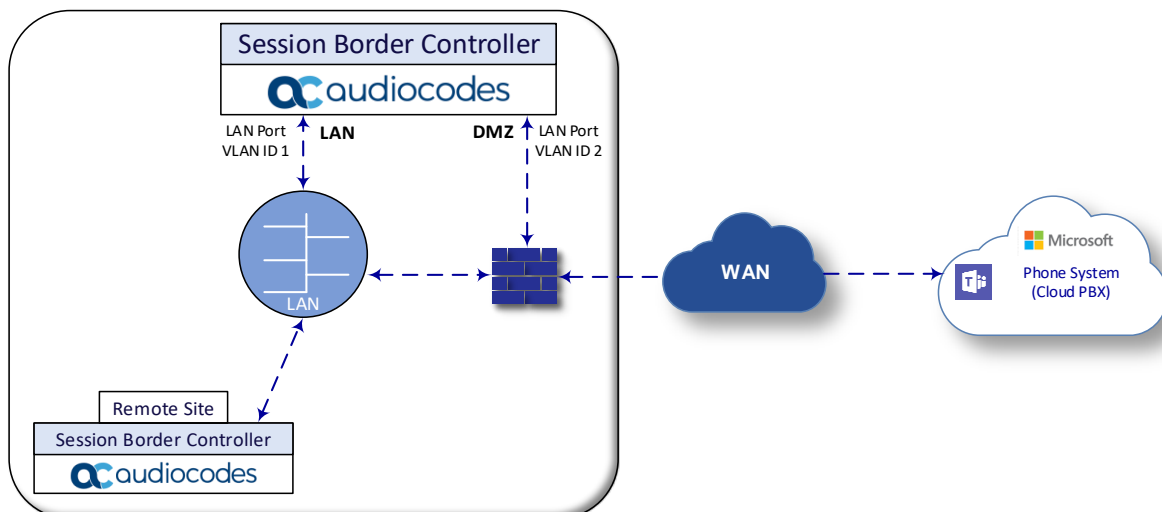 Session Border Controller
audiocodes
LAN Port
VLAN ID 1
LAN
DMZ
LAN Port
VLAN ID 2
LAN
WAN
Microsoft
T
Phone System
(Cloud PBX)
Remote Site
Session Border Controller
audiocodes